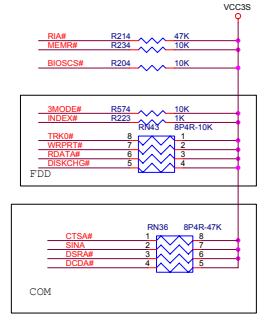 VCC3S
RIA# R214 47K
MEMR# R234 10K
BIOSCS# R204 10K
3MODE# R574 10K
INDEX# R223 1K
RN43 8P4R-10K
TRK0# 8 1
WRPRT# 7 2
RDATA# 6 3
DISKCHG# 5 4
FDD
RN36 8P4R-47K
CTSA# 1 8
SINA 2 7
DSRA# 3 6
DCDA# 4 5
COM